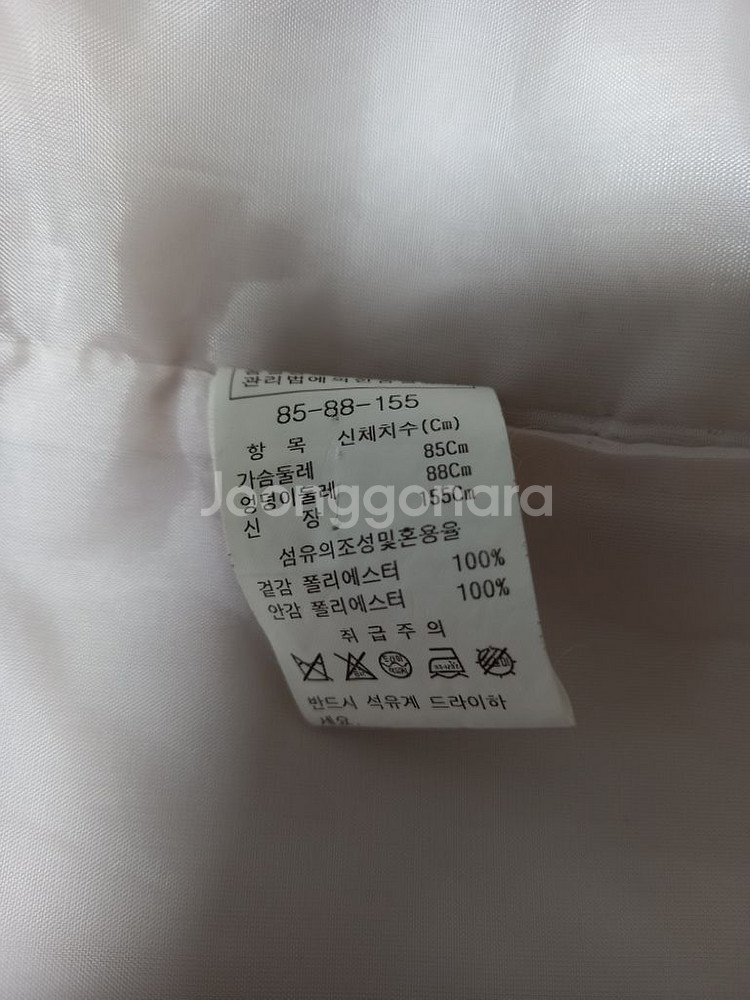 관리법에의한품
85-88-155
항 목 신체치수(Cm)
가슴둘레 85Cm
엉덩이둘레 88Cm
신 장 155Cm
Joonggonara
섬유의조성및혼용율
겉감 폴리에스터 100%
안감 폴리에스터 100%
취급주의
반드시 석유계 드라이하
세요.